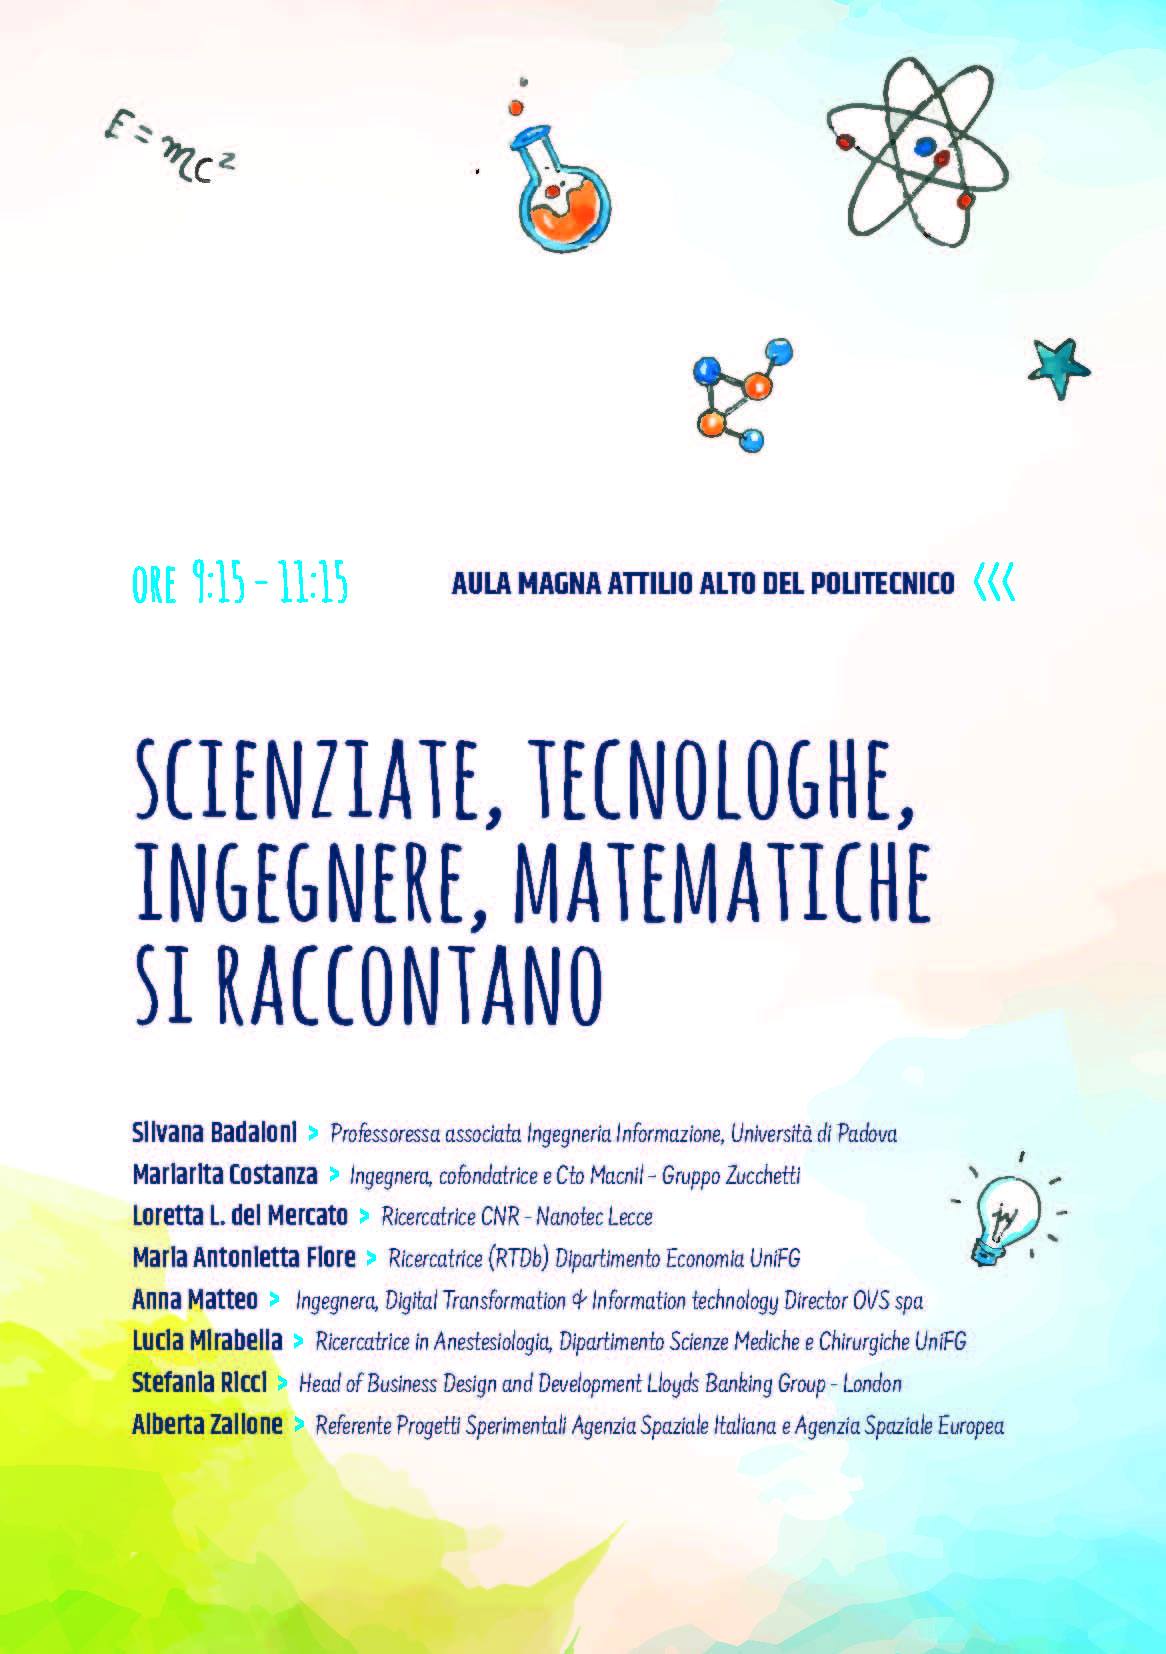 E = mc²
ORE 9:15 - 11:15
AULA MAGNA ATTILIO ALTO DEL POLITECNICO <<<
SCIENZIATE, TECNOLOGHE,
INGEGNERE, MATEMATICHE
SI RACCONTANO
Silvana Badaloni > Professoressa associata Ingegneria Informazione, Università di Padova
Mariarita Costanza > Ingegnera, cofondatrice e Cto Macnil - Gruppo Zucchetti
Loretta L. del Mercato > Ricercatrice CNR - Nanotec Lecce
Maria Antonietta Fiore > Ricercatrice (RTDb) Dipartimento Economia UniFG
Anna Matteo > Ingegnera, Digital Transformation & Information technology Director OVS spa
Lucia Mirabella > Ricercatrice in Anestesiologia, Dipartimento Scienze Mediche e Chirurgiche UniFG
Stefania Ricci > Head of Business Design and Development Lloyds Banking Group - London
Alberta Zallone > Referente Progetti Sperimentali Agenzia Spaziale Italiana e Agenzia Spaziale Europea